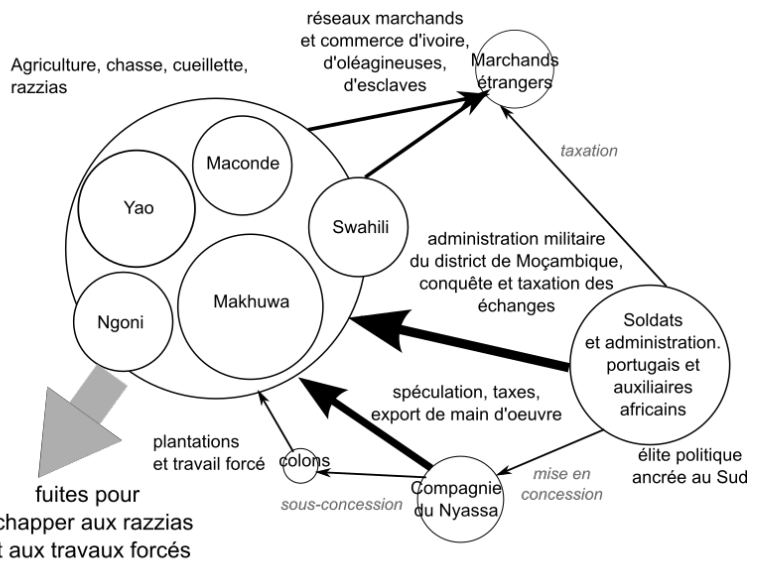 réseaux marchands
et commerce d'ivoire,
d'oléagineuses,
d'esclaves
Marchands
étrangers
Agriculture, chasse, cueillette,
razzias
taxation
Maconde
Yao
Swahili
administration militaire
du district de Moçambique,
conquête et taxation des
échanges
Makhuwa
Ngoni
Soldats
et administration.
portugais et
auxiliaires
africains
spéculation, taxes,
export de main d'oeuvre
plantations
et travail forcé
colons
élite politique
ancrée au Sud
mise en
concession
sous-concession
Compagnie
du Nyassa
fuites pour
chapper aux razzias
t aux travaux forcés